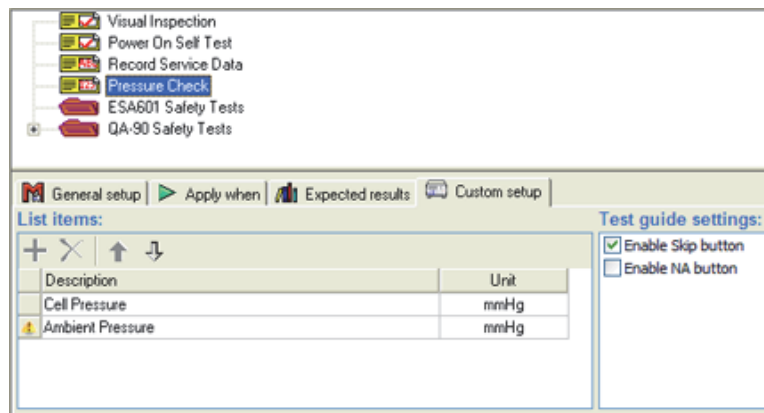 Visual Inspection
Power On Self Test
Record Service Data
Pressure Check
ESA601 Safety Tests
QA-90 Safety Tests
General setup Apply when Expected results Custom setup
List items: Test guide settings:
Enable Skip button
Enable NA button
Description Unit
Cell Pressure mmHg
Ambient Pressure mmHg